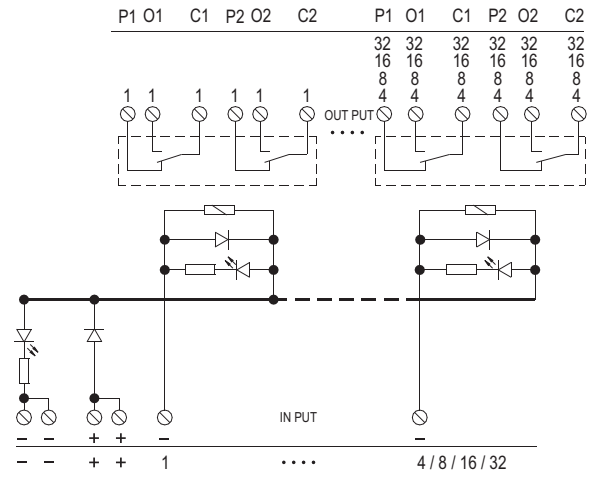 P1 O1 C1 P2 O2 C2 P1 O1 C1 P2 O2 C2
32 32 32 32 32 32
16 16 16 16 16 16
8 8 8 8 8 8
1 1 1 1 1 1 4 4 4 4 4 4
OUT PUT
• • • •
IN PUT
– – + + – –
– – + + 1 • • • • 4 / 8 / 16 / 32